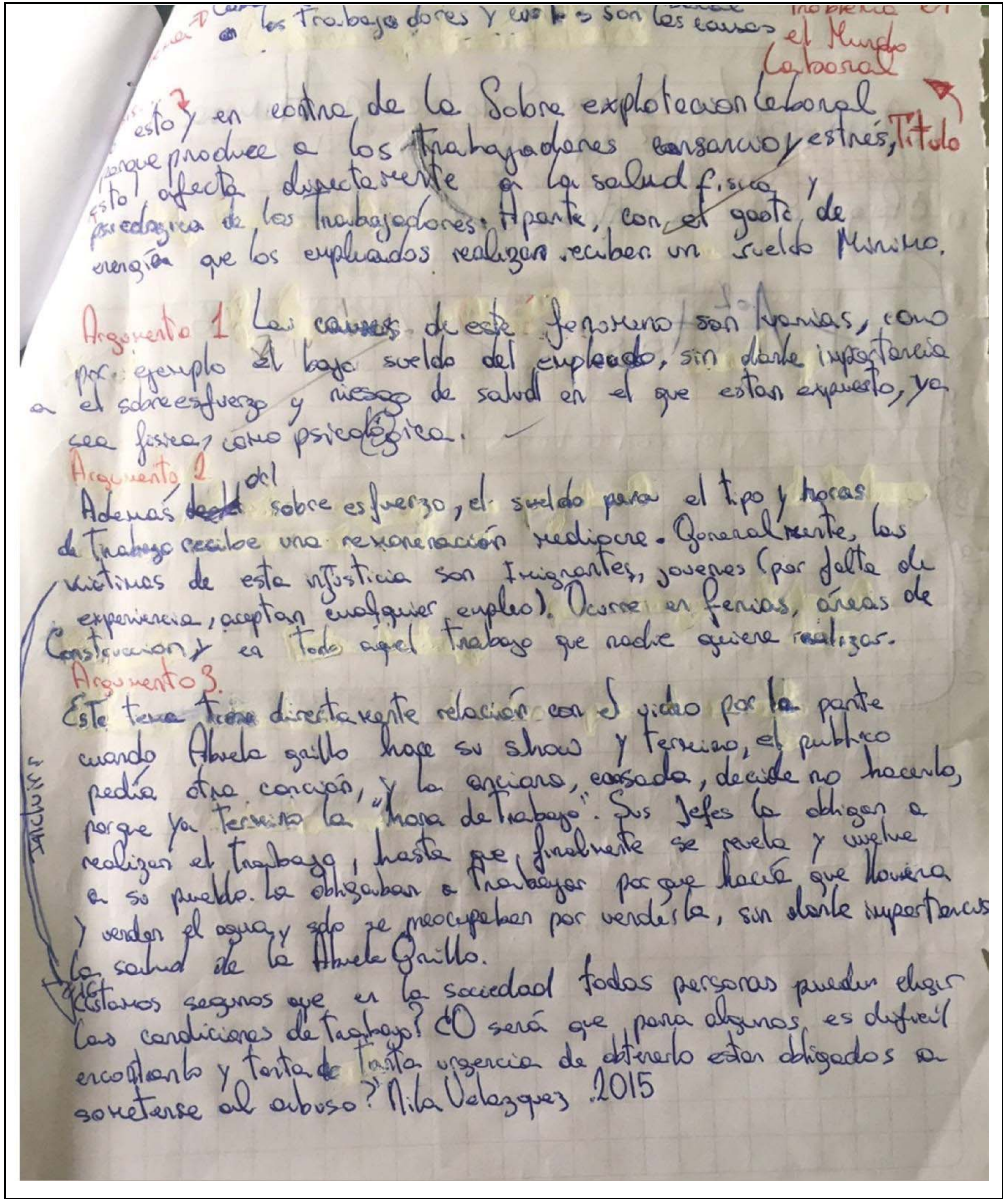 los Trabajadores y son las causas
el Mundo
Laboral
Título
estoy en contra de la Sobre explotacion laboral
porque produce a los trabajadores cansancio y estrés,
esto afecta directamente a la salud física y
psicologica de los trabajadores. Aparte, con el gasto de
energía que los empleados realizan reciben un sueldo Minimo.
Argumento 1 Las causas de este fenomeno son varias, como
por ejemplo el bajo sueldo del empleado, sin darle importancia
a el sobreesfuerzo y riesgo de salud en el que estan expuesto, ya
sea fisica, como psicológica.
Argumento 2
Además del sobre esfuerzo, el sueldo para el tipo y horas
de trabajo recibe una remoneración mediocre. Generalmente, las
victimas de esta injusticia son Imigrantes, jovenes (por falta de
experiencia, aceptan cualquier empleo). Ocurre en ferias, áreas de
Construccion y en todo aquel trabajo que nadie quiere realizar.
Argumento 3.
Este tema tiene directamente relación con el video por la parte
cuando Abuela grillo hace su show y termino, el publico
pedía otra canción, y la anciana, cansada, decide no hacerlo,
porque ya termino la "hora de trabajo". Sus Jefes la obligan a
realizar el trabajo, hasta que finalmente se revela y vuelve
a su pueblo. La obligaban a trabajar porque hacía que lloviera
y vender el agua y solo se preocupaban por venderla, sin darle importancia
la salud de la Abuela Grillo.
¿Estamos seguros que en la sociedad todas personas pueden elegir
las condiciones de trabajo? ¿O será que para algunos es dificil
encontrarlo y tanta de tanta urgencia de obtenerlo estan obligados a
someterse al abuso? Mila Velazquez .2015